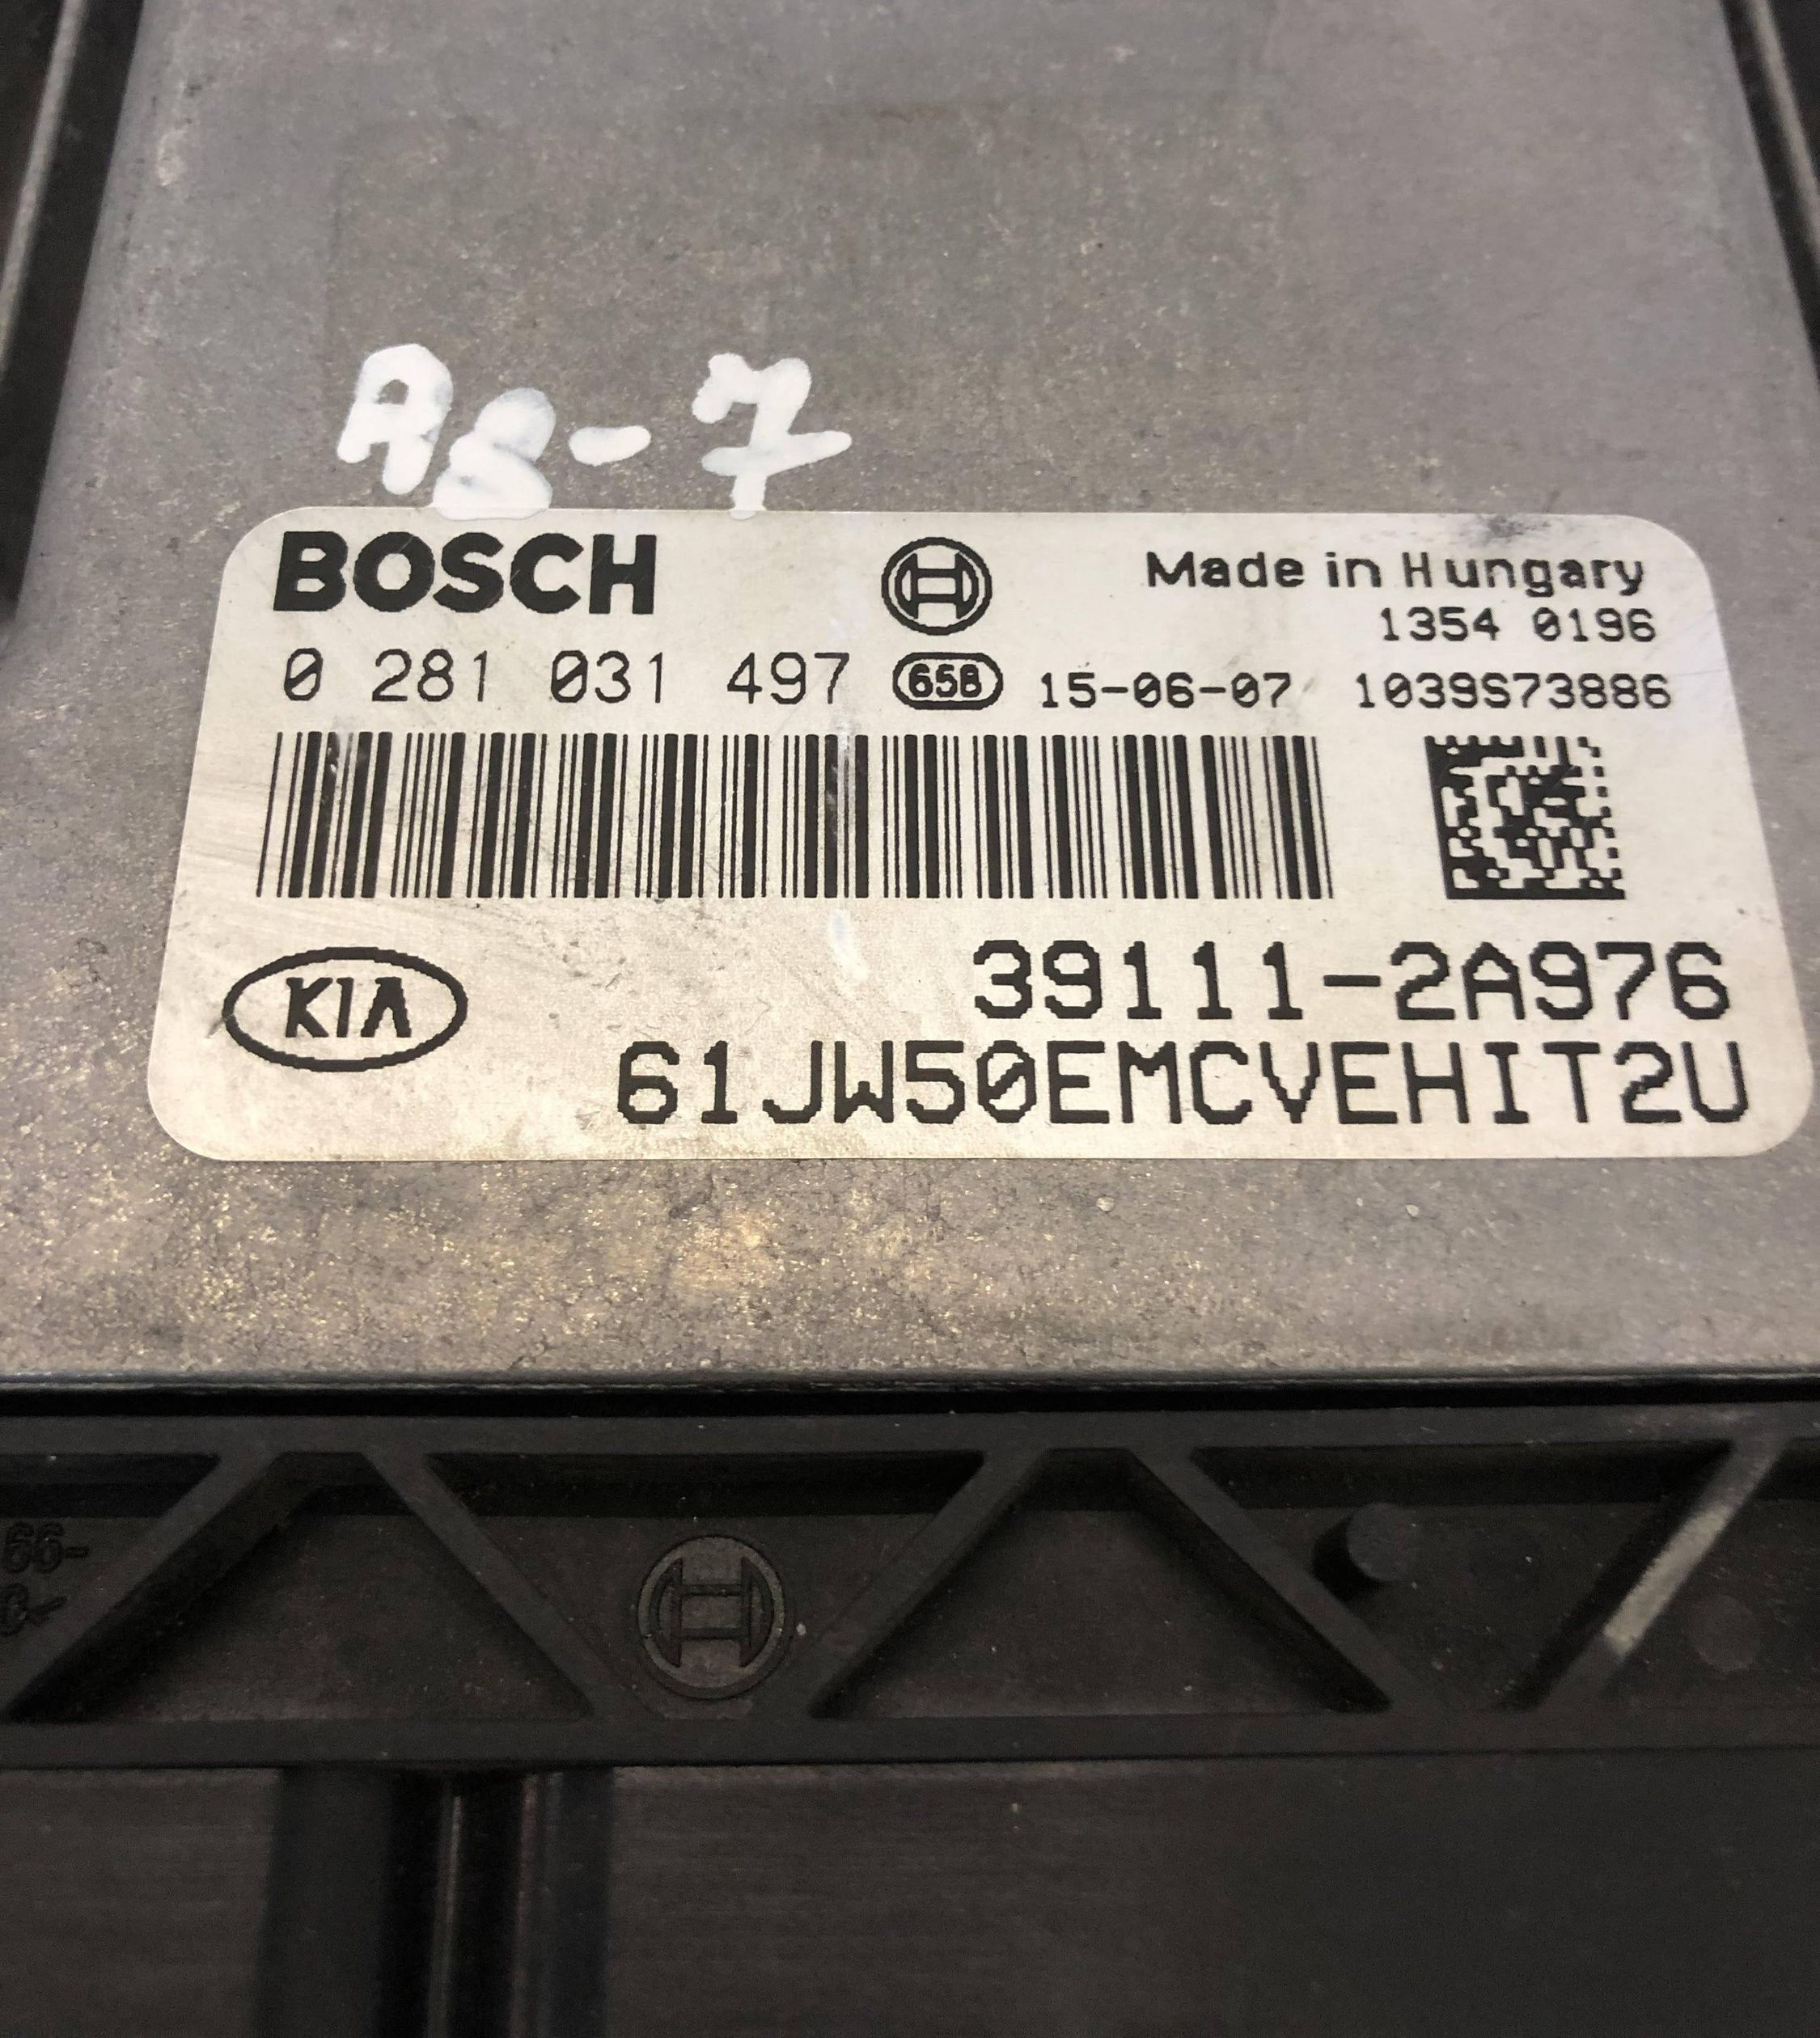 A8-7
BOSCH
Made in Hungary
1354 0196
0 281 031 497 658 15-06-07 1039S73886
KIA
39111-2A976
61JW50EMCVEHIT2U
66-